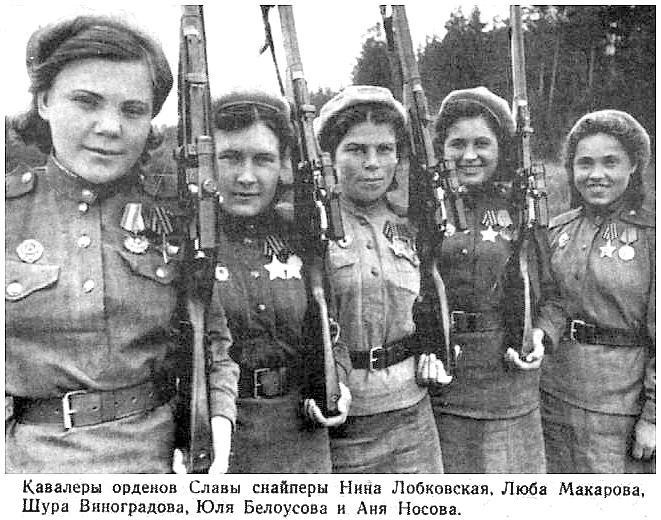 Кавалеры орденов Славы снайперы Нина Лобковская, Люба Макарова,
Шура Виноградова, Юля Белоусова и Аня Носова.